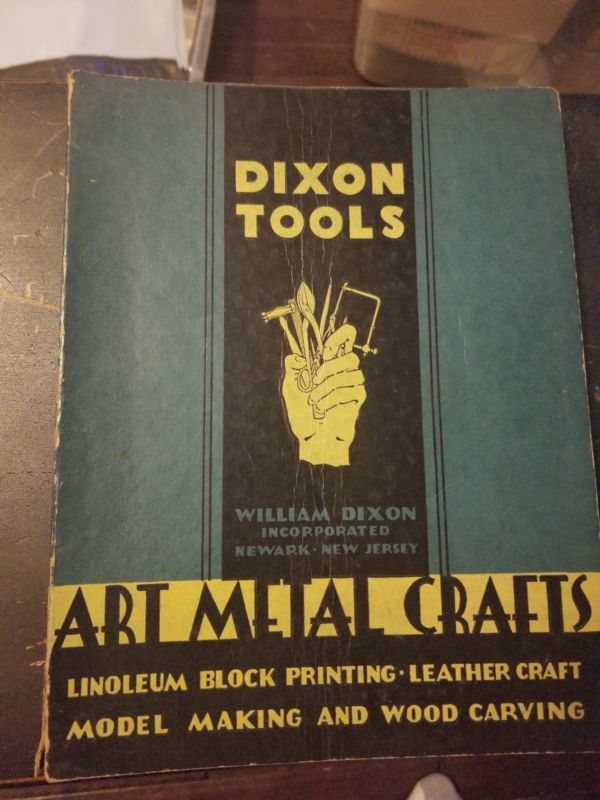 DIXON
TOOLS
WILLIAM DIXON
INCORPORATED
NEWARK · NEW JERSEY
ART METAL CRAFTS
LINOLEUM BLOCK PRINTING · LEATHER CRAFT
MODEL MAKING AND WOOD CARVING